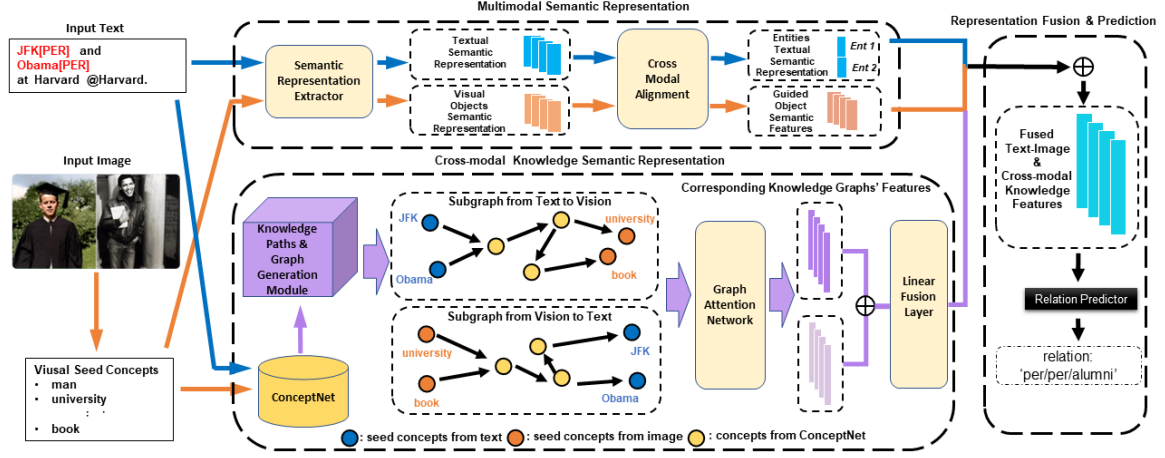 Multimodal Semantic Representation
Representation Fusion & Prediction
Input Text
JFK[PER] and
Obama[PER]
at Harvard @Harvard.
Semantic
Representation
Extractor
Textual
Semantic
Representation
Visual
Objects
Semantic
Representation
Cross
Modal
Alignment
Entities
Textual
Semantic
Representation
Ent 1
Ent 2
Guided
Object
Semantic
Features
Fused
Text-Image
&
Cross-modal
Knowledge
Features
Relation Predictor
relation:
'per/per/alumni'
Input Image
Viusal Seed Concepts
• man
• university
: ·
• book
Cross-modal Knowledge Semantic Representation
Knowledge
Paths &
Graph
Generation
Module
ConceptNet
Subgraph from Text to Vision
JFK
Obama
university
book
Subgraph from Vision to Text
university
book
JFK
Obama
Graph
Attention
Network
Corresponding Knowledge Graphs' Features
Linear
Fusion
Layer
: seed concepts from text
: seed concepts from image
: concepts from ConceptNet